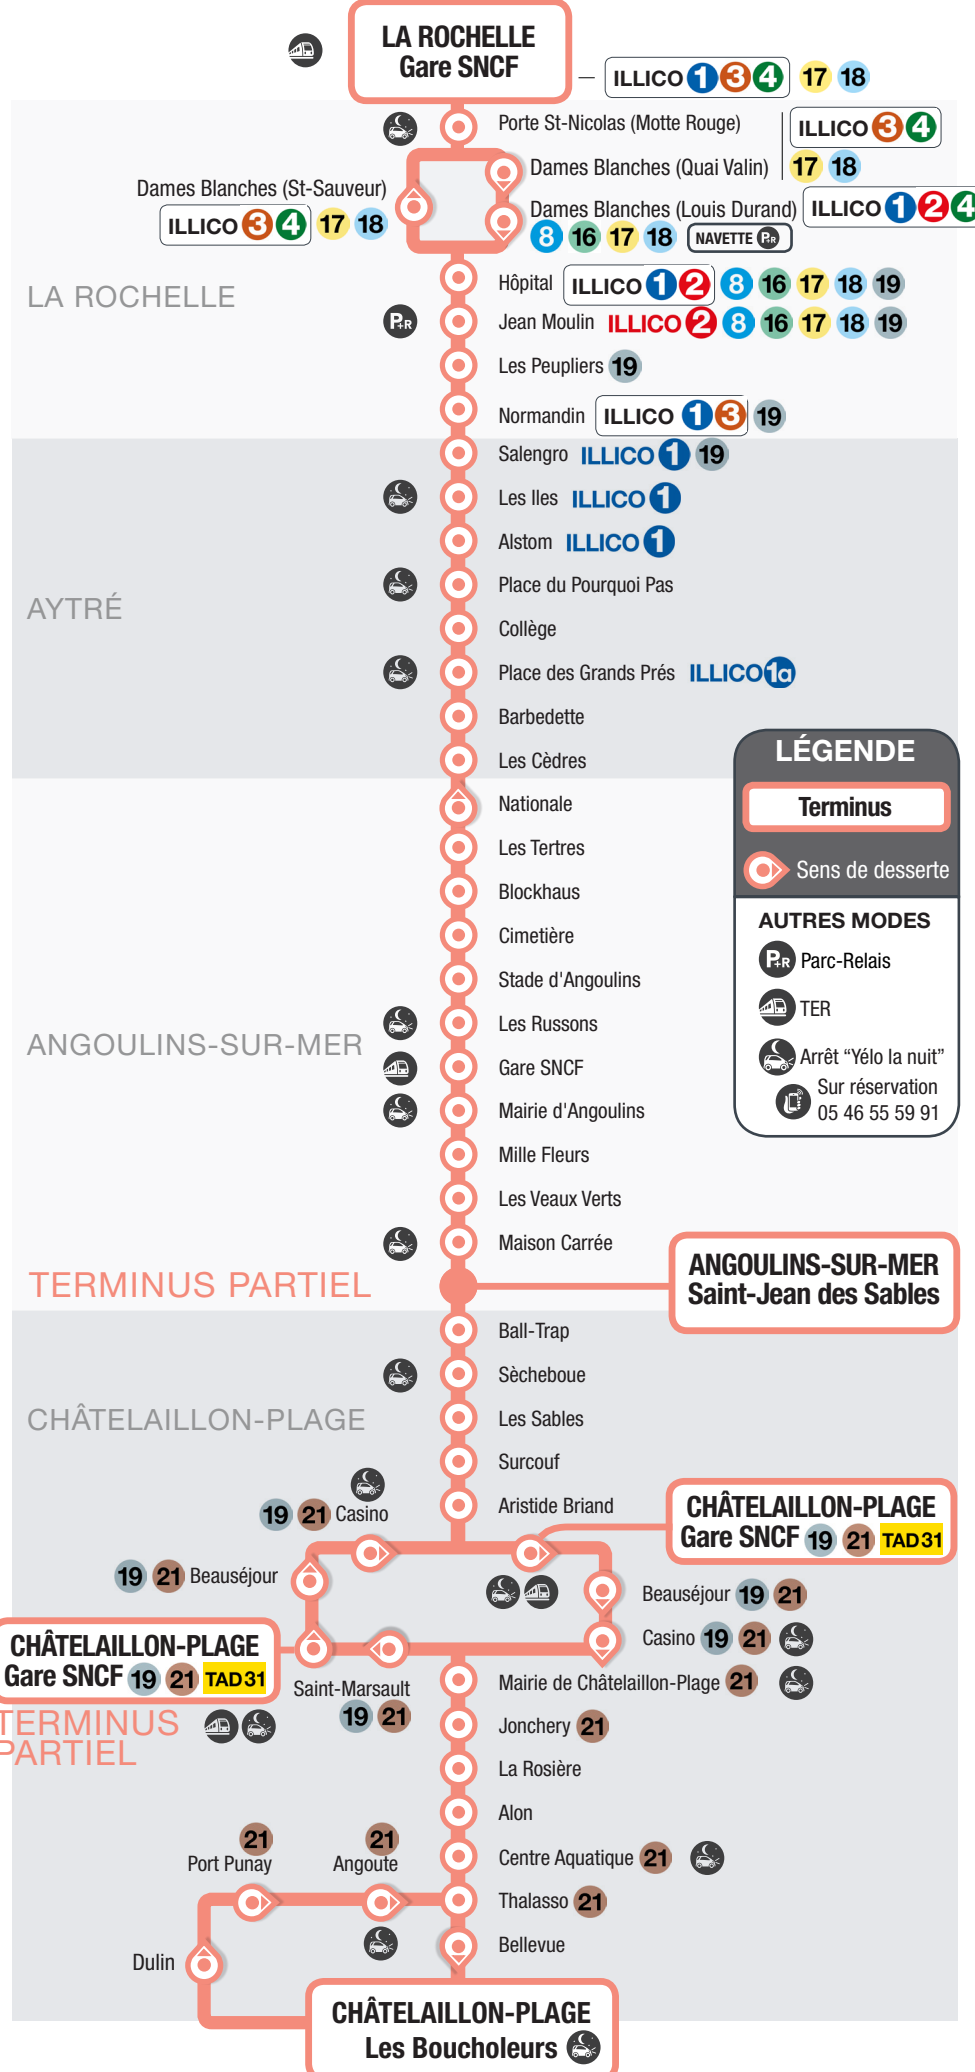 LA ROCHELLE
Gare SNCF
ILLICO 1 3 4 17 18
Porte St-Nicolas (Motte Rouge)
ILLICO 3 4
Dames Blanches (Quai Valin)
17 18
Dames Blanches (St-Sauveur)
ILLICO 3 4 17 18
Dames Blanches (Louis Durand) ILLICO 1 2 4
8 16 17 18 NAVETTE P+R
LA ROCHELLE
Hôpital ILLICO 1 2 8 16 17 18 19
P+R Jean Moulin ILLICO 2 8 16 17 18 19
Les Peupliers 19
Normandin ILLICO 1 3 19
Salengro ILLICO 1 19
Les Iles ILLICO 1
Alstom ILLICO 1
Place du Pourquoi Pas
AYTRÉ
Collège
Place des Grands Prés ILLICO 1a
Barbedette
Les Cèdres
LÉGENDE
Terminus
Sens de desserte
AUTRES MODES
P+R Parc-Relais
TER
Arrêt “Yélo la nuit”
Sur réservation
05 46 55 59 91
Nationale
Les Tertres
Blockhaus
Cimetière
Stade d'Angoulins
Les Russons
ANGOULINS-SUR-MER
Gare SNCF
Mairie d'Angoulins
Mille Fleurs
Les Veaux Verts
Maison Carrée
TERMINUS PARTIEL
ANGOULINS-SUR-MER
Saint-Jean des Sables
Ball-Trap
Sècheboue
CHÂTELAILLON-PLAGE
Les Sables
Surcouf
Aristide Briand
19 21 Casino
CHÂTELAILLON-PLAGE
Gare SNCF 19 21 TAD 31
19 21 Beauséjour
Beauséjour 19 21
Casino 19 21
CHÂTELAILLON-PLAGE
Gare SNCF 19 21 TAD 31
TERMINUS
PARTIEL
Saint-Marsault
19 21
Mairie de Châtelaillon-Plage 21
Jonchery 21
La Rosière
Alon
21
Port Punay
21
Angoute
Centre Aquatique 21
Thalasso 21
Bellevue
Dulin
CHÂTELAILLON-PLAGE
Les Boucholeurs